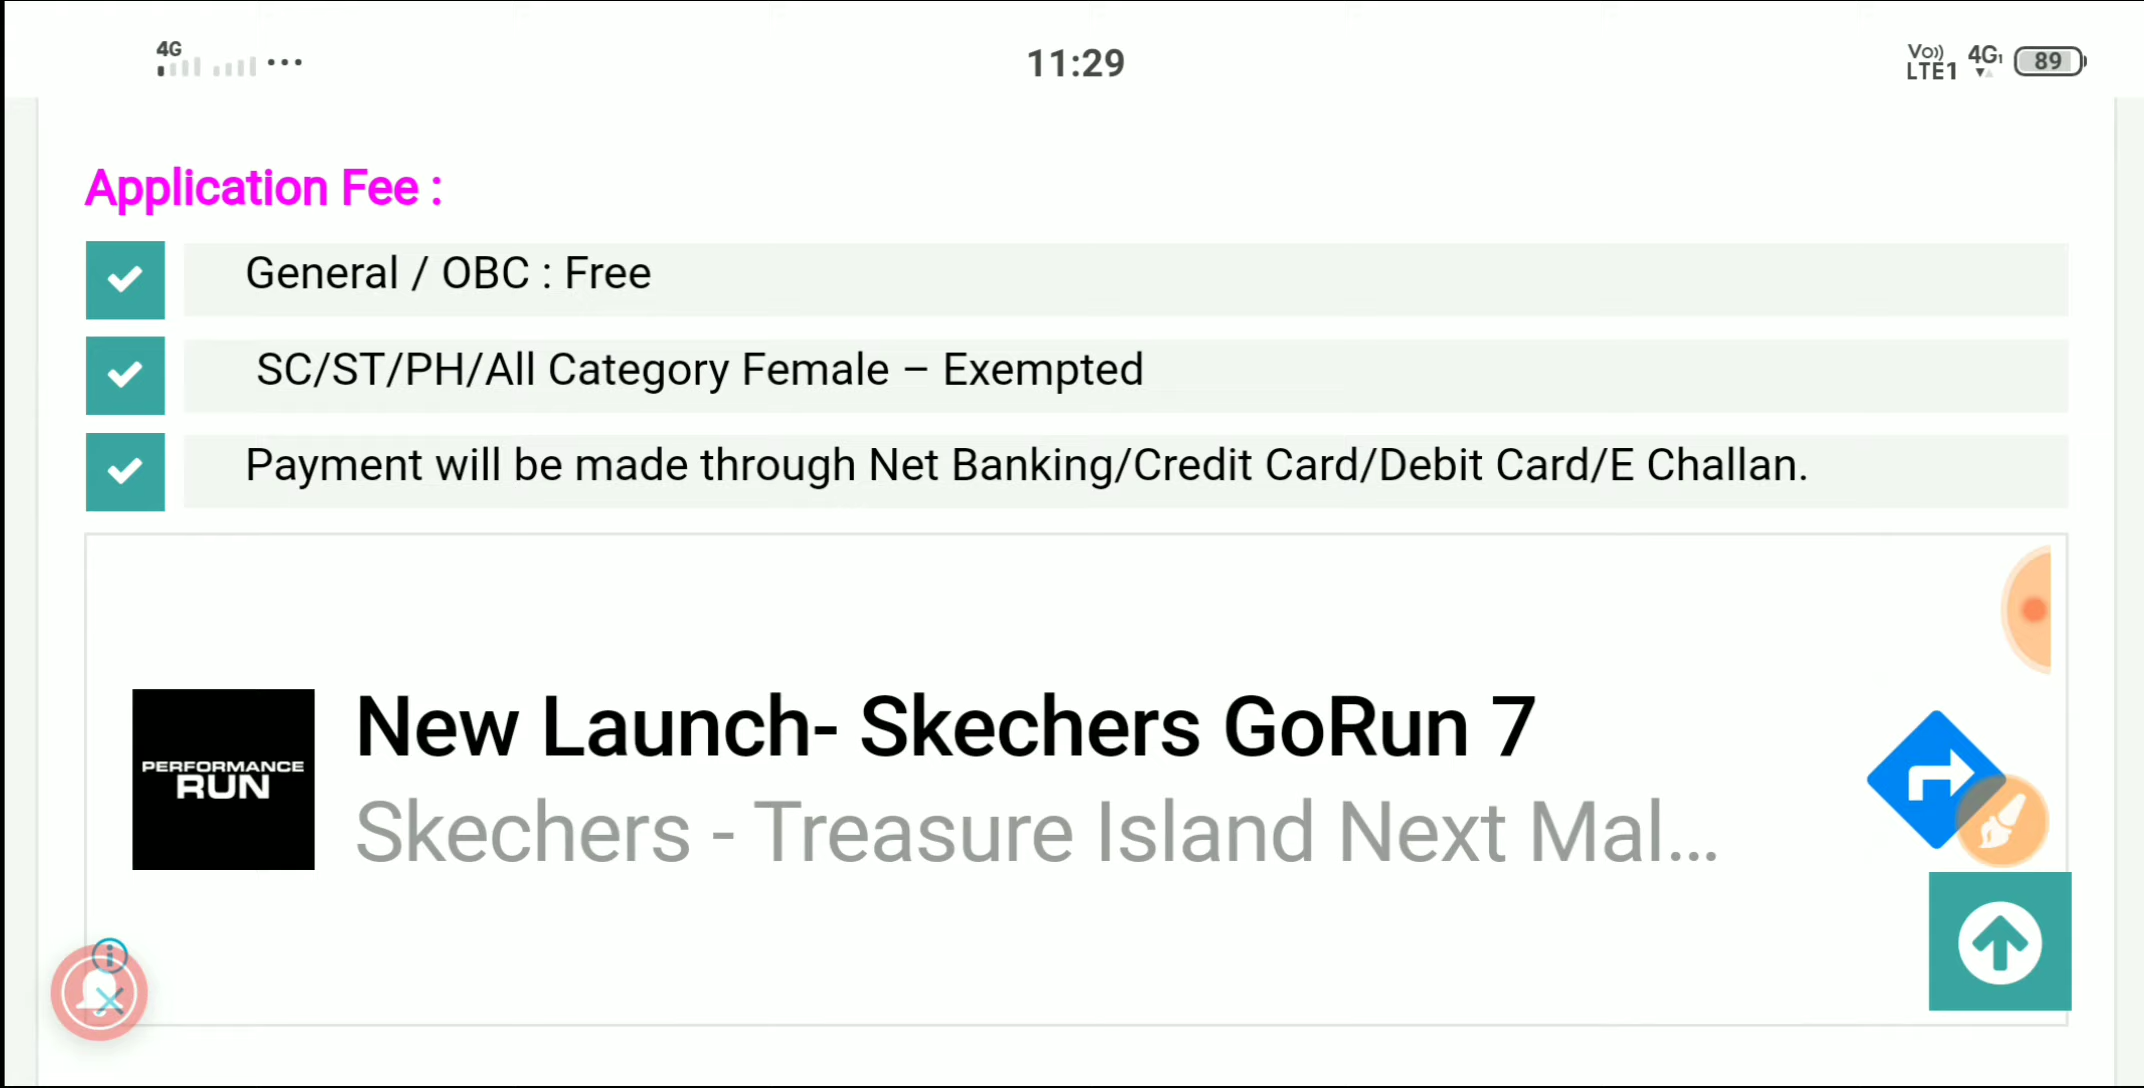 4G
11:29
Vo)) LTE1 4G1 89
Application Fee :
General / OBC : Free
SC/ST/PH/All Category Female – Exempted
Payment will be made through Net Banking/Credit Card/Debit Card/E Challan.
PERFORMANCE
RUN
New Launch- Skechers GoRun 7
Skechers - Treasure Island Next Mal...